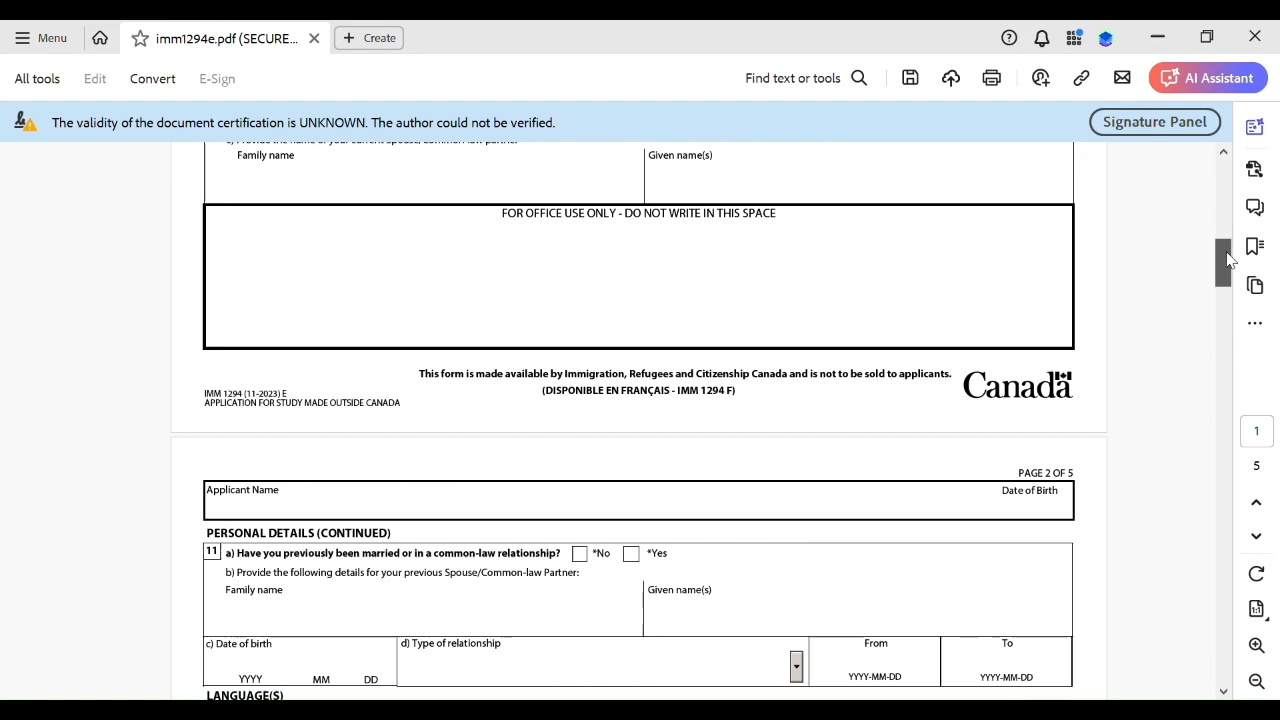 Menu
imm1294e.pdf (SECURE...
+ Create
All tools
Edit
Convert
E-Sign
Find text or tools
AI Assistant
The validity of the document certification is UNKNOWN. The author could not be verified.
Signature Panel
Family name
Given name(s)
FOR OFFICE USE ONLY - DO NOT WRITE IN THIS SPACE
This form is made available by Immigration, Refugees and Citizenship Canada and is not to be sold to applicants.
(DISPONIBLE EN FRANÇAIS - IMM 1294 F)
IMM 1294 (11-2023) E
APPLICATION FOR STUDY MADE OUTSIDE CANADA
Canada
1
5
PAGE 2 OF 5
Applicant Name
Date of Birth
PERSONAL DETAILS (CONTINUED)
11 a) Have you previously been married or in a common-law relationship? *No *Yes
b) Provide the following details for your previous Spouse/Common-law Partner:
Family name
Given name(s)
c) Date of birth
d) Type of relationship
From
To
YYYY MM DD
YYYY-MM-DD
YYYY-MM-DD
1:1
LANGUAGE(S)